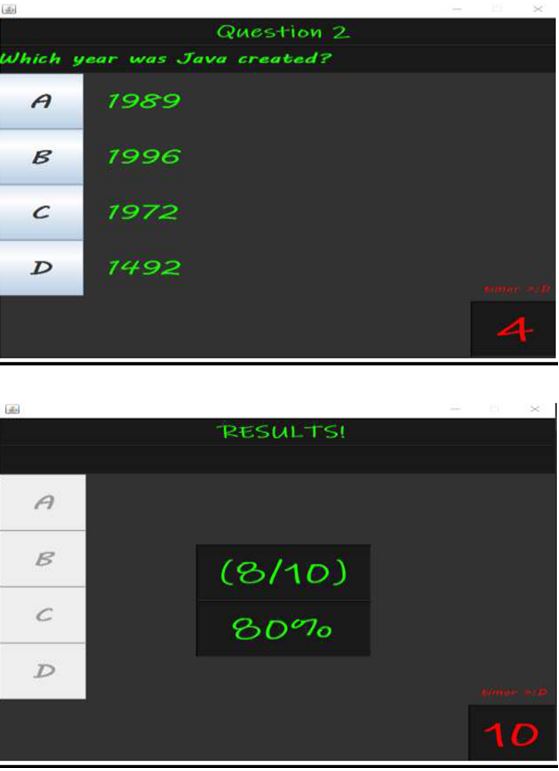 Question 2
Which year was Java created?
A 1989
B 1996
C 1972
D 1492
timer >:D
4
RESULTS!
A
B
C
D
(8/10)
80%
timer >:D
10